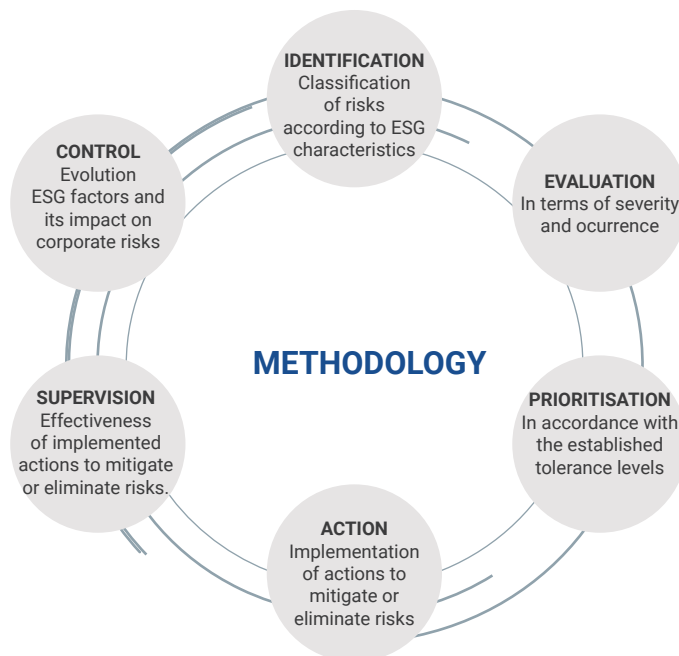 IDENTIFICATION
Classification
of risks
according to ESG
characteristics
EVALUATION
In terms of severity
and ocurrence
PRIORITISATION
In accordance with
the established
tolerance levels
ACTION
Implementation
of actions to
mitigate or
eliminate risks
SUPERVISION
Effectiveness
of implemented
actions to mitigate
or eliminate risks.
CONTROL
Evolution
ESG factors and
its impact on
corporate risks
METHODOLOGY